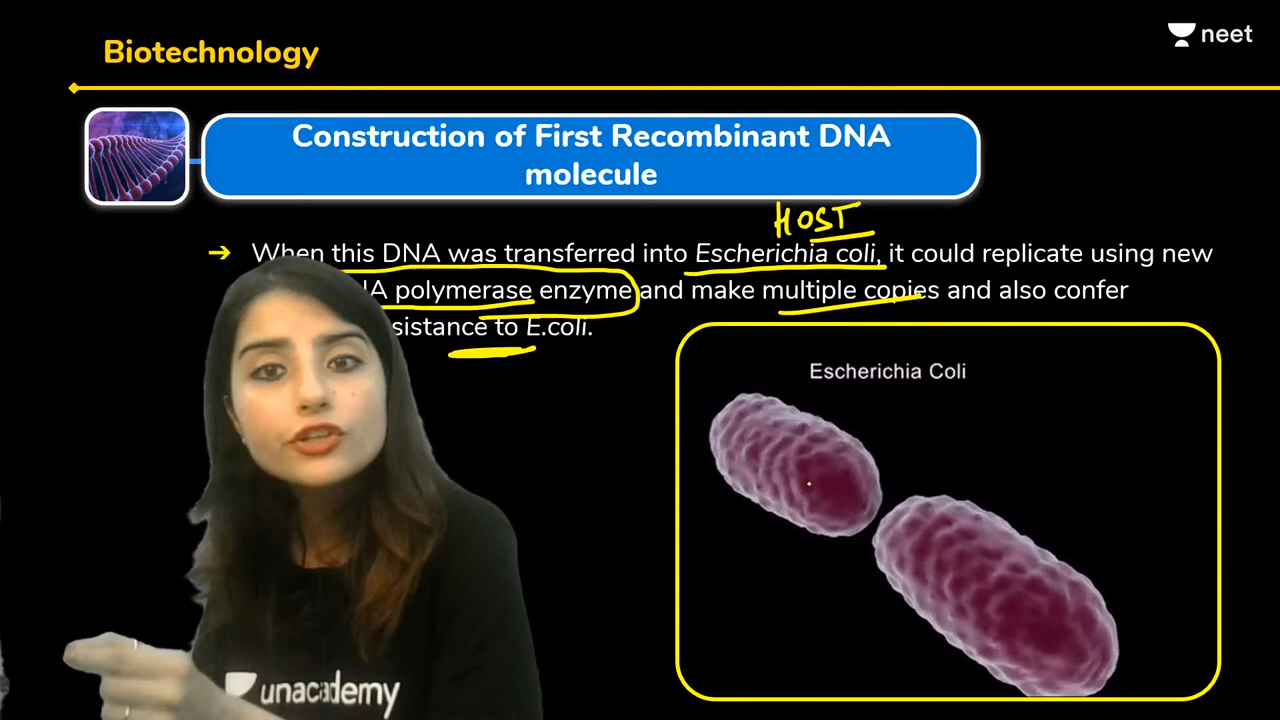 Biotechnology
neet
Construction of First Recombinant DNA
molecule
HOST
➔ When this DNA was transferred into Escherichia coli, it could replicate using new
polymerase enzyme and make multiple copies and also confer
to E.coli.
Escherichia Coli
unacademy